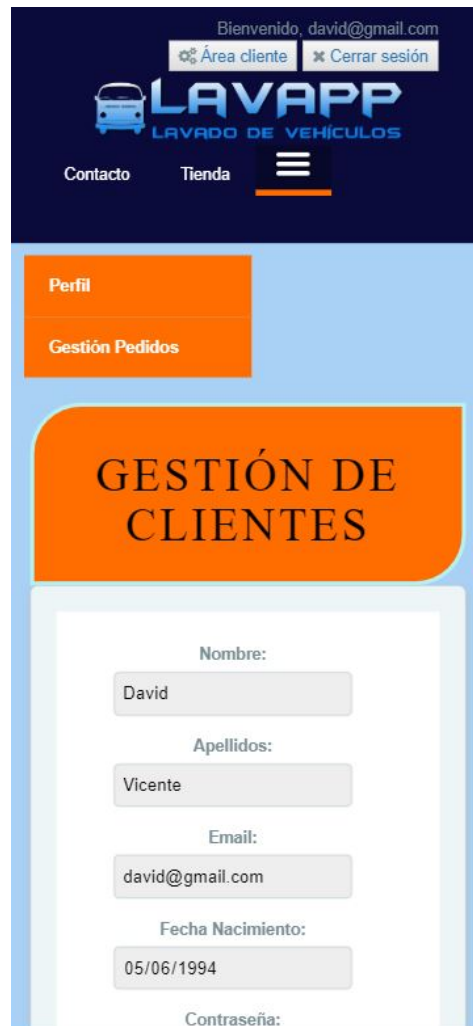 Bienvenido, david@gmail.com
Área cliente
Cerrar sesión
LAVAPP
LAVADO DE VEHÍCULOS
Contacto
Tienda
Perfil
Gestión Pedidos
GESTIÓN DE
CLIENTES
Nombre:
David
Apellidos:
Vicente
Email:
david@gmail.com
Fecha Nacimiento:
05/06/1994
Contraseña: